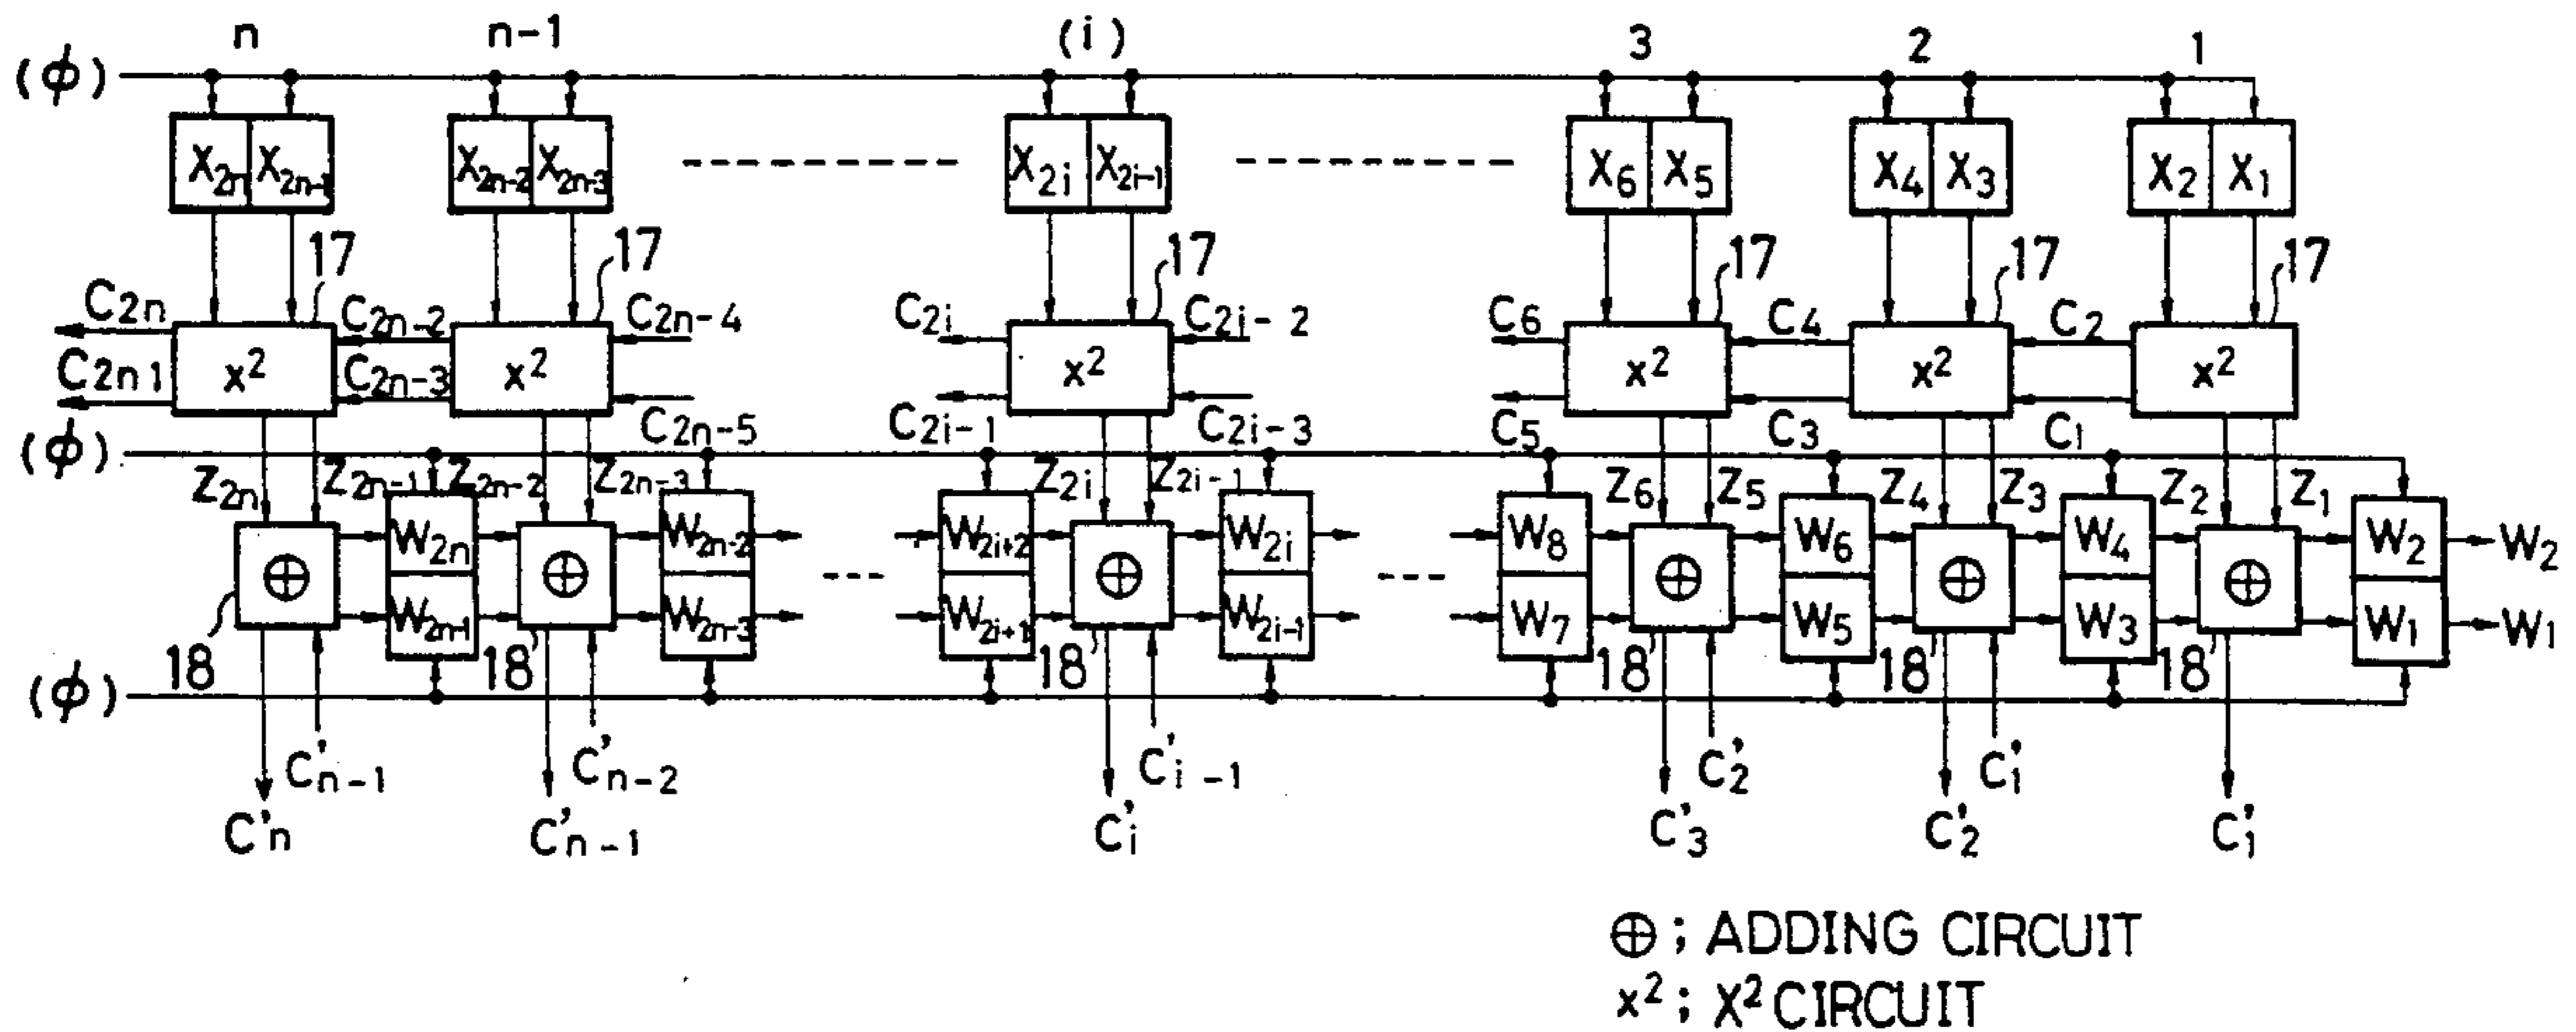 n n-1 (i) 3 2 1
(ϕ)
X2n X2n-1 X2n-2 X2n-3 X2i X2i-1 X6 X5 X4 X3 X2 X1
17 17 17 17 17 17
C2n C2n-2 C2n-4 C2i C2i-2 C6 C4 C2
x² x² x² x² x² x²
C2n1 C2n-3 C2n-5 C2i-1 C2i-3 C5 C3 C1
(ϕ)
Z2n Z2n-1 Z2n-2 Z2n-3 Z2i Z2i-1 Z6 Z5 Z4 Z3 Z2 Z1
⊕ W2n ⊕ W2n-2 W2i+2 ⊕ W2i W8 ⊕ W6 ⊕ W4 ⊕ W2 W2
W2n-1 W2n-3 W2i+1 W2i-1 W7 W5 W3 W1 W1
18 18' 18' 18' 18' 18'
(ϕ)
C'n-1 C'n-2 C'i-1 C'2 C'1
C'n C'n-1 C'i C'3 C'2 C'1
⊕ ; ADDING CIRCUIT
x² ; X² CIRCUIT